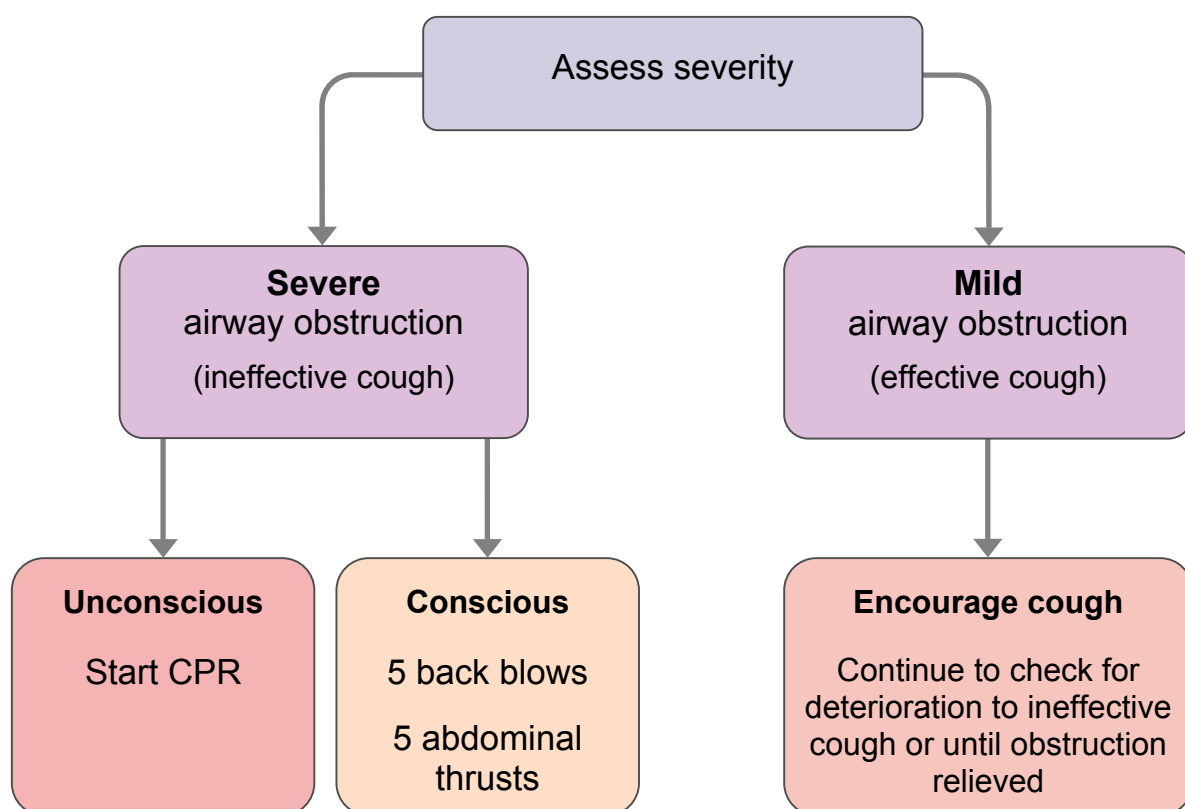 Assess severity
Severe
airway obstruction
(ineffective cough)
Mild
airway obstruction
(effective cough)
Unconscious
Start CPR
Conscious
5 back blows
5 abdominal
thrusts
Encourage cough
Continue to check for
deterioration to ineffective
cough or until obstruction
relieved